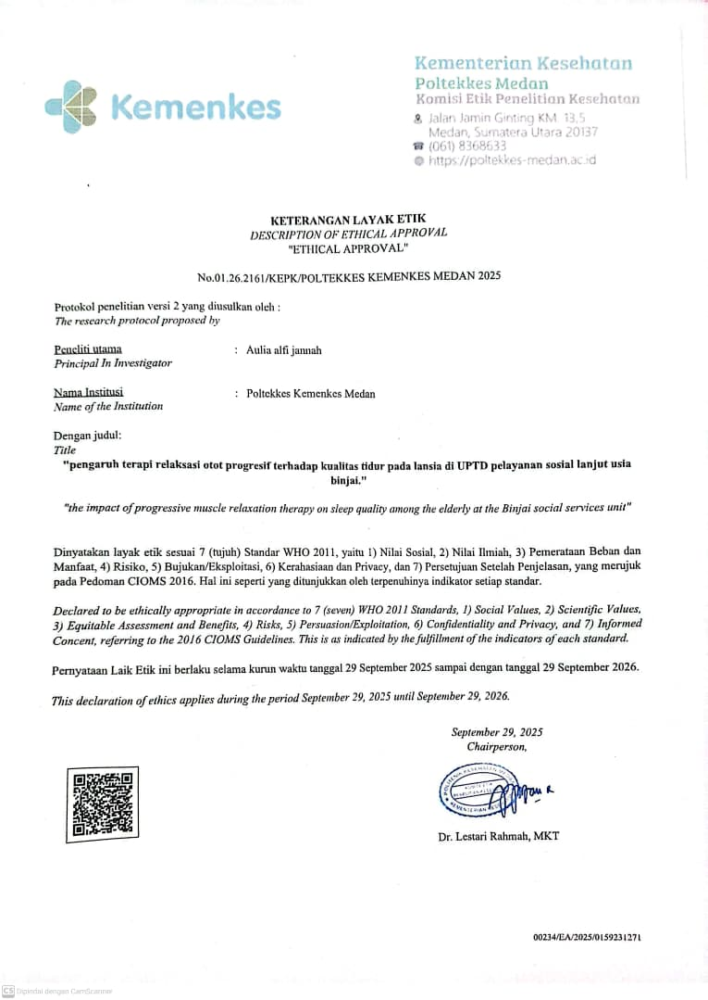 Kemenkes
Kementerian Kesehatan
Poltekkes Medan
Komisi Etik Penelitian Kesehatan
Jalan Jamin Ginting KM. 13,5
Medan, Sumatera Utara 20137
(061) 8368633
https://poltekkes-medan.ac.id
KETERANGAN LAYAK ETIK
DESCRIPTION OF ETHICAL APPROVAL
"ETHICAL APPROVAL"
No.01.26.2161/KEPK/POLTEKKES KEMENKES MEDAN 2025
Protokol penelitian versi 2 yang diusulkan oleh :
The research protocol proposed by
Peneliti utama : Aulia alfi jannah
Principal In Investigator
Nama Institusi : Poltekkes Kemenkes Medan
Name of the Institution
Dengan judul:
Title
"pengaruh terapi relaksasi otot progresif terhadap kualitas tidur pada lansia di UPTD pelayanan sosial lanjut usia
binjai."
"the impact of progressive muscle relaxation therapy on sleep quality among the elderly at the Binjai social services unit"
Dinyatakan layak etik sesuai 7 (tujuh) Standar WHO 2011, yaitu 1) Nilai Sosial, 2) Nilai Ilmiah, 3) Pemerataan Beban dan
Manfaat, 4) Risiko, 5) Bujukan/Eksploitasi, 6) Kerahasiaan dan Privacy, dan 7) Persetujuan Setelah Penjelasan, yang merujuk
pada Pedoman CIOMS 2016. Hal ini seperti yang ditunjukkan oleh terpenuhinya indikator setiap standar.
Declared to be ethically appropriate in accordance to 7 (seven) WHO 2011 Standards, 1) Social Values, 2) Scientific Values,
3) Equitable Assessment and Benefits, 4) Risks, 5) Persuasion/Exploitation, 6) Confidentiality and Privacy, and 7) Informed
Concent, referring to the 2016 CIOMS Guidelines. This is as indicated by the fulfillment of the indicators of each standard.
Pernyataan Laik Etik ini berlaku selama kurun waktu tanggal 29 September 2025 sampai dengan tanggal 29 September 2026.
This declaration of ethics applies during the period September 29, 2025 until September 29, 2026.
September 29, 2025
Chairperson,
Dr. Lestari Rahmah, MKT
00234/EA/2025/0159231271
CS Dipindai dengan CamScanner